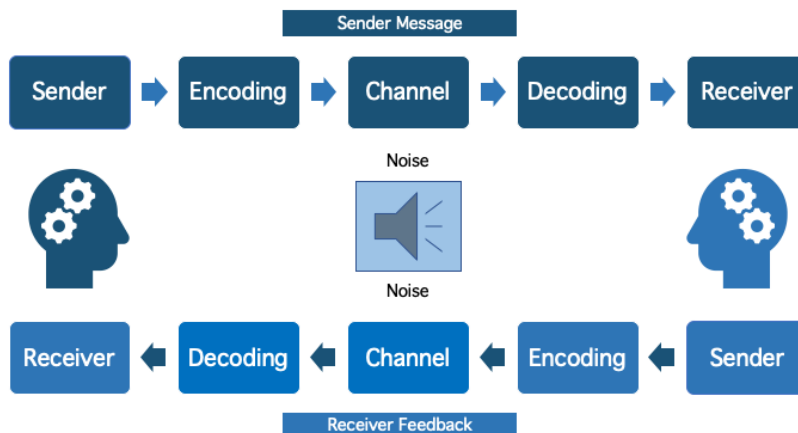 Sender Message
Sender Encoding Channel Decoding Receiver
Noise
Noise
Receiver Decoding Channel Encoding Sender
Receiver Feedback